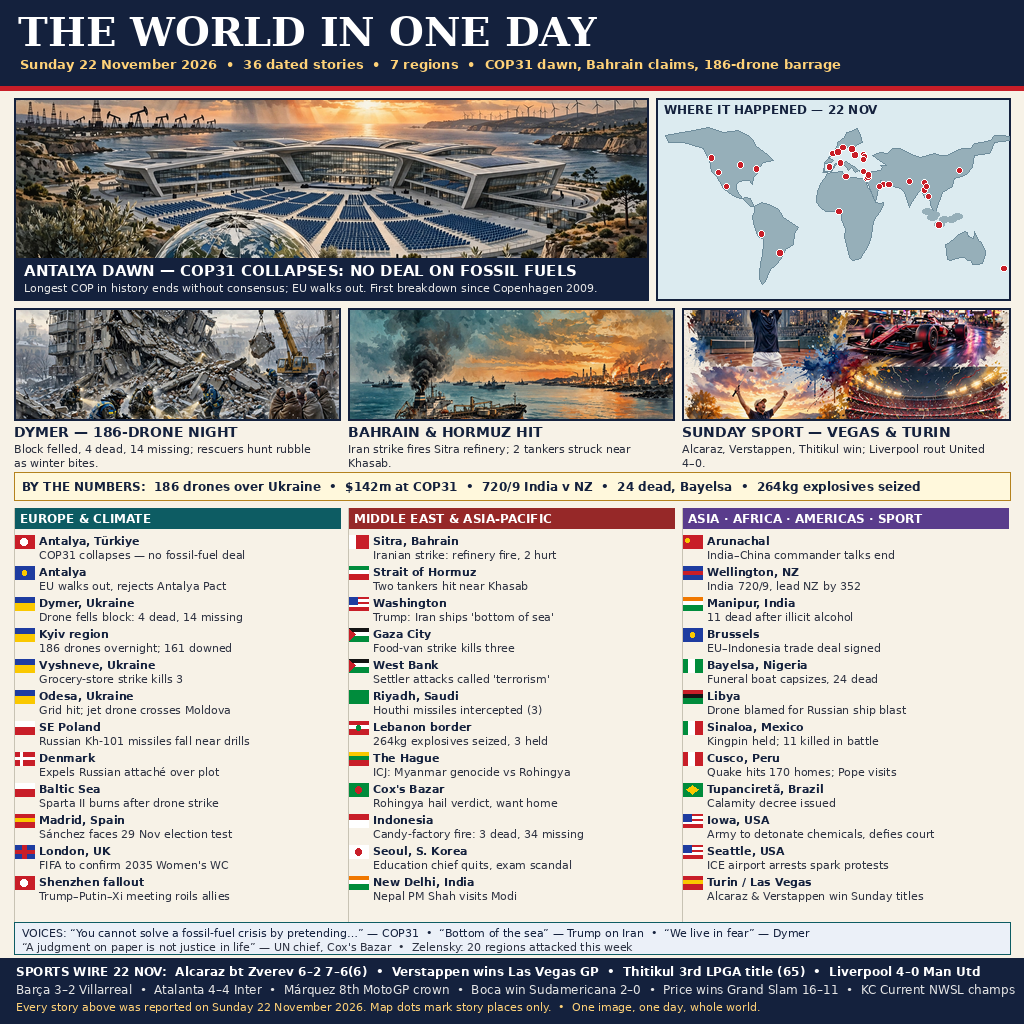 THE WORLD IN ONE DAY
Sunday 22 November 2026 • 36 dated stories • 7 regions • COP31 dawn, Bahrain claims, 186-drone barrage
WHERE IT HAPPENED — 22 NOV
ANTALYA DAWN — COP31 COLLAPSES: NO DEAL ON FOSSIL FUELS
Longest COP in history ends without consensus; EU walks out. First breakdown since Copenhagen 2009.
DYMER — 186-DRONE NIGHT
Block felled, 4 dead, 14 missing; rescuers hunt rubble
as winter bites.
BAHRAIN & HORMUZ HIT
Iran strike fires Sitra refinery; 2 tankers struck near
Khasab.
SUNDAY SPORT — VEGAS & TURIN
Alcaraz, Verstappen, Thitikul win; Liverpool rout United
4–0.
BY THE NUMBERS: 186 drones over Ukraine • $142m at COP31 • 720/9 India v NZ • 24 dead, Bayelsa • 264kg explosives seized
EUROPE & CLIMATE
Antalya, Türkiye
COP31 collapses — no fossil-fuel deal
Antalya
EU walks out, rejects Antalya Pact
Dymer, Ukraine
Drone fells block: 4 dead, 14 missing
Kyiv region
186 drones overnight; 161 downed
Vyshneve, Ukraine
Grocery-store strike kills 3
Odesa, Ukraine
Grid hit; jet drone crosses Moldova
SE Poland
Russian Kh-101 missiles fall near drills
Denmark
Expels Russian attaché over plot
Baltic Sea
Sparta II burns after drone strike
Madrid, Spain
Sánchez faces 29 Nov election test
London, UK
FIFA to confirm 2035 Women's WC
Shenzhen fallout
Trump–Putin–Xi meeting roils allies
MIDDLE EAST & ASIA-PACIFIC
Sitra, Bahrain
Iranian strike: refinery fire, 2 hurt
Strait of Hormuz
Two tankers hit near Khasab
Washington
Trump: Iran ships 'bottom of sea'
Gaza City
Food-van strike kills three
West Bank
Settler attacks called 'terrorism'
Riyadh, Saudi
Houthi missiles intercepted (3)
Lebanon border
264kg explosives seized, 3 held
The Hague
ICJ: Myanmar genocide vs Rohingya
Cox's Bazar
Rohingya hail verdict, want home
Indonesia
Candy-factory fire: 3 dead, 34 missing
Seoul, S. Korea
Education chief quits, exam scandal
New Delhi, India
Nepal PM Shah visits Modi
ASIA · AFRICA · AMERICAS · SPORT
Arunachal
India–China commander talks end
Wellington, NZ
India 720/9, lead NZ by 352
Manipur, India
11 dead after illicit alcohol
Brussels
EU–Indonesia trade deal signed
Bayelsa, Nigeria
Funeral boat capsizes, 24 dead
Libya
Drone blamed for Russian ship blast
Sinaloa, Mexico
Kingpin held; 11 killed in battle
Cusco, Peru
Quake hits 170 homes; Pope visits
Tupanciretã, Brazil
Calamity decree issued
Iowa, USA
Army to detonate chemicals, defies court
Seattle, USA
ICE airport arrests spark protests
Turin / Las Vegas
Alcaraz & Verstappen win Sunday titles
VOICES: “You cannot solve a fossil-fuel crisis by pretending…” — COP31 • “Bottom of the sea” — Trump on Iran • “We live in fear” — Dymer
“A judgment on paper is not justice in life” — UN chief, Cox's Bazar • Zelensky: 20 regions attacked this week
SPORTS WIRE 22 NOV: Alcaraz bt Zverev 6–2 7–6(6) • Verstappen wins Las Vegas GP • Thitikul 3rd LPGA title (65) • Liverpool 4–0 Man Utd
Barça 3–2 Villarreal • Atalanta 4–4 Inter • Márquez 8th MotoGP crown • Boca win Sudamericana 2–0 • Price wins Grand Slam 16–11 • KC Current NWSL champs
Every story above was reported on Sunday 22 November 2026. Map dots mark story places only. • One image, one day, whole world.